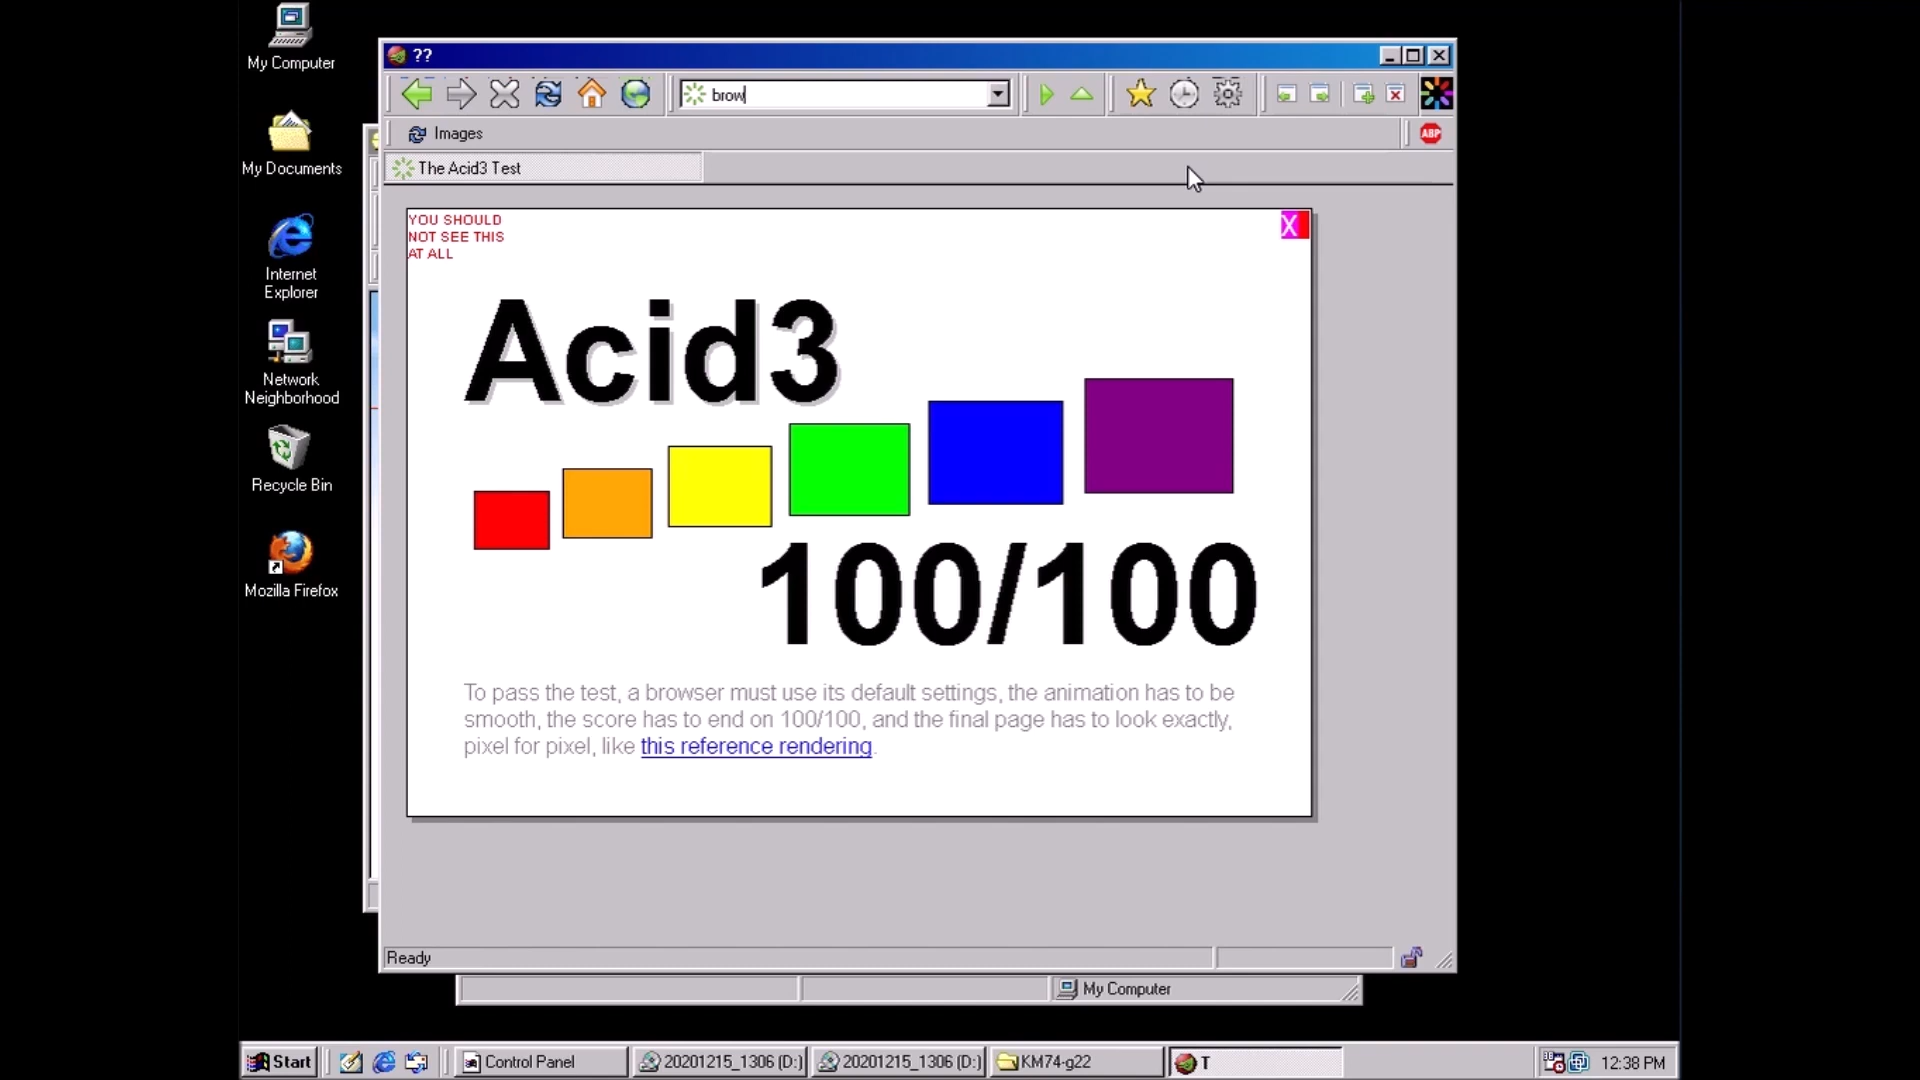 My Computer
My Documents
Internet
Explorer
Network
Neighborhood
Recycle Bin
Mozilla Firefox
??
brow
Images
ABP
The Acid3 Test
YOU SHOULD
NOT SEE THIS
AT ALL
X
Acid3
100/100
To pass the test, a browser must use its default settings, the animation has to be
smooth, the score has to end on 100/100, and the final page has to look exactly,
pixel for pixel, like this reference rendering.
Ready
My Computer
Start
Control Panel
20201215_1306 (D:)
20201215_1306 (D:)
KM74-g22
T
12:38 PM